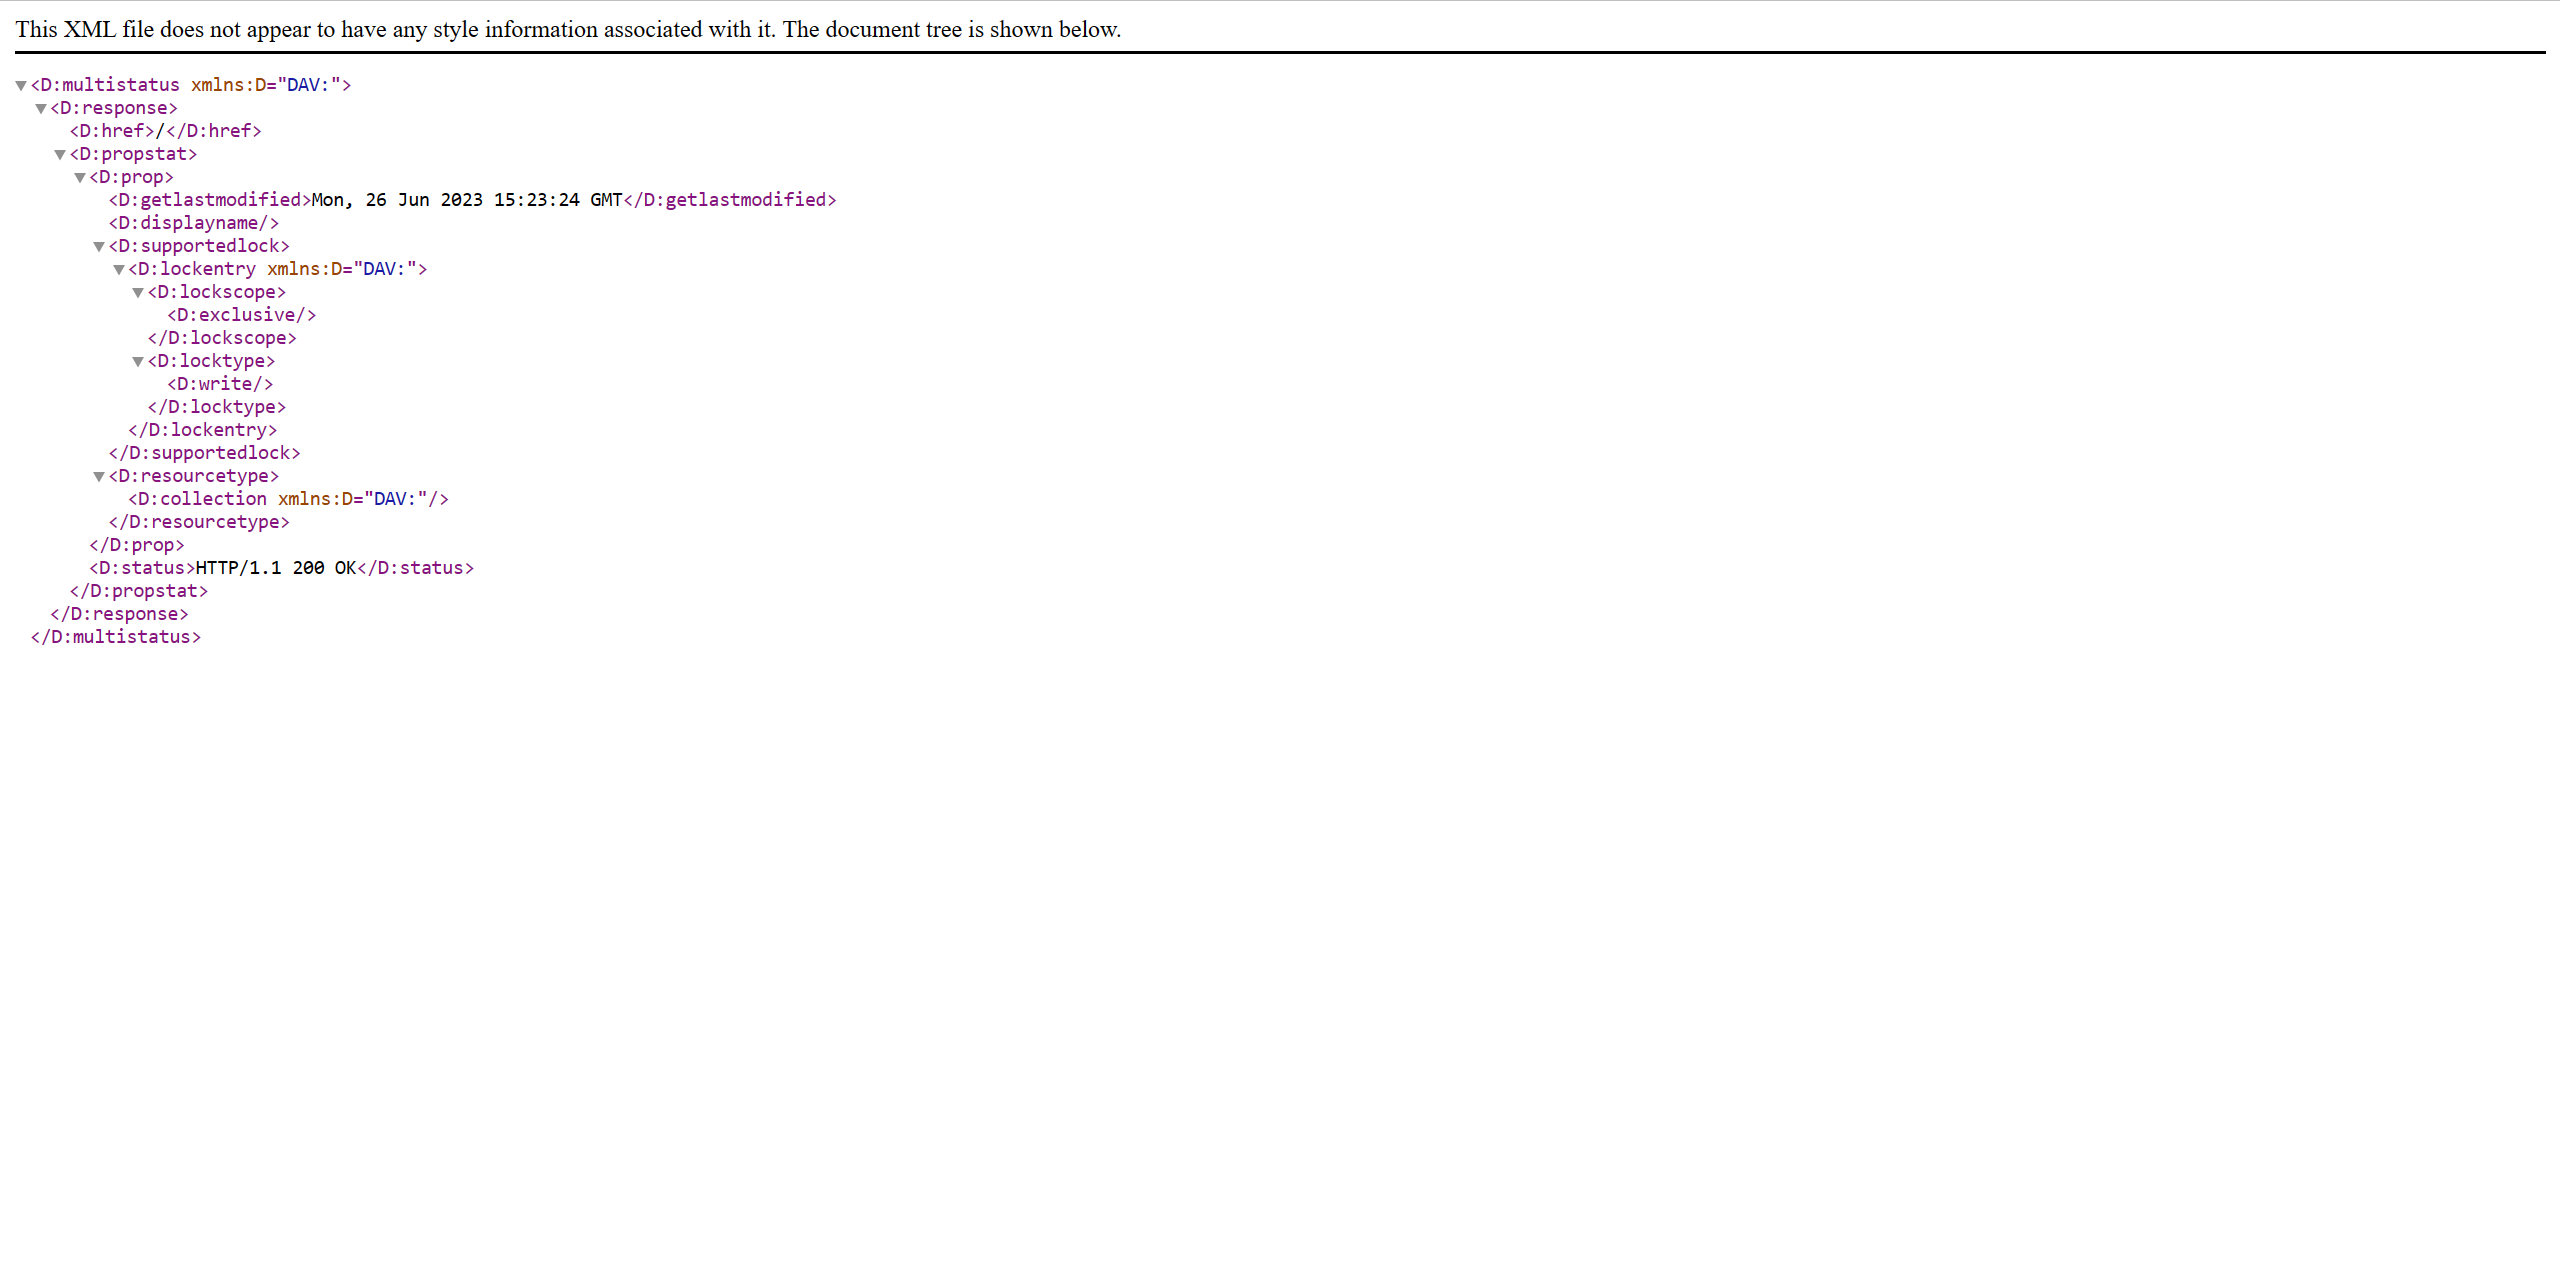 This XML file does not appear to have any style information associated with it. The document tree is shown below.
<D:multistatus xmlns:D="DAV:">
<D:response>
<D:href>/</D:href>
<D:propstat>
<D:prop>
<D:getlastmodified>Mon, 26 Jun 2023 15:23:24 GMT</D:getlastmodified>
<D:displayname/>
<D:supportedlock>
<D:lockentry xmlns:D="DAV:">
<D:lockscope>
<D:exclusive/>
</D:lockscope>
<D:locktype>
<D:write/>
</D:locktype>
</D:lockentry>
</D:supportedlock>
<D:resourcetype>
<D:collection xmlns:D="DAV:"/>
</D:resourcetype>
</D:prop>
<D:status>HTTP/1.1 200 OK</D:status>
</D:propstat>
</D:response>
</D:multistatus>